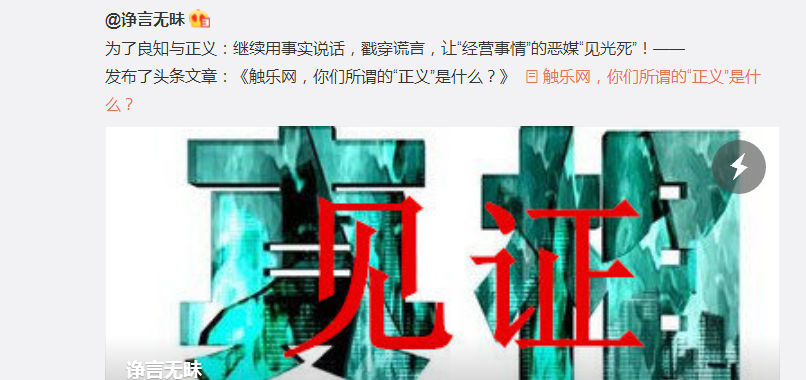 @诤言无昧
为了良知与正义：继续用事实说话，戳穿谎言，让“经营事情”的恶媒“见光死”！——
发布了头条文章：《触乐网，你们所谓的“正义”是什么？》 触乐网，你们所谓的“正义”是什
么？
真相
见证
诤言无昧